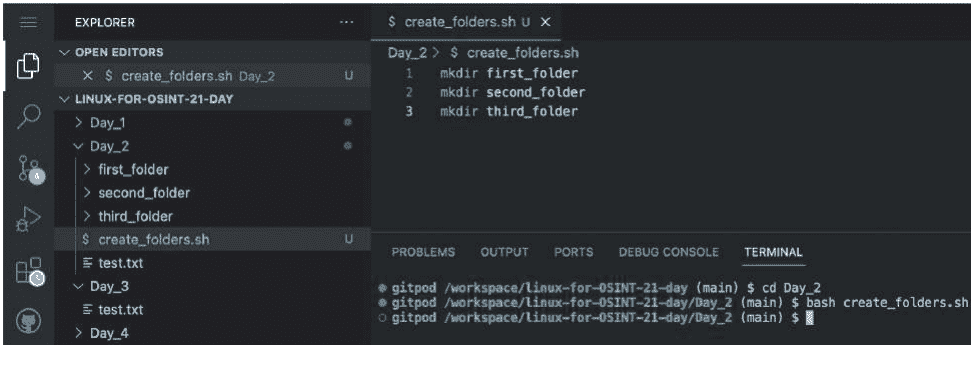 EXPLORER
OPEN EDITORS
create_folders.sh Day_2 U
LINUX-FOR-OSINT-21-DAY
Day_1
Day_2
first_folder
second_folder
third_folder
$ create_folders.sh U
test.txt
Day_3
test.txt
Day_4
$ create_folders.sh U
Day_2 > $ create_folders.sh
1 mkdir first_folder
2 mkdir second_folder
3 mkdir third_folder
PROBLEMS OUTPUT PORTS DEBUG CONSOLE TERMINAL
gitpod /workspace/linux-for-OSINT-21-day (main) $ cd Day_2
gitpod /workspace/linux-for-OSINT-21-day/Day_2 (main) $ bash create_folders.sh
gitpod /workspace/linux-for-OSINT-21-day/Day_2 (main) $